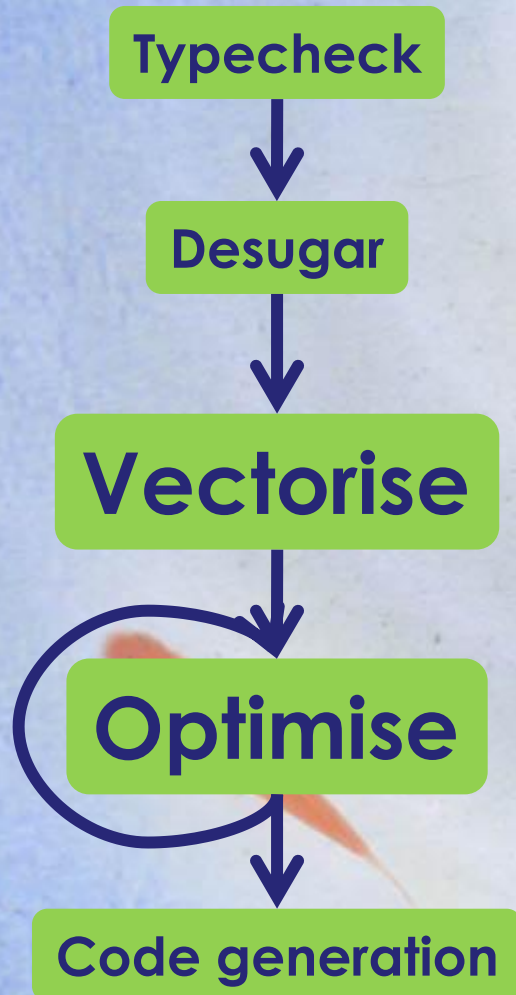 Typecheck
Desugar
Vectorise
Optimise
Code generation